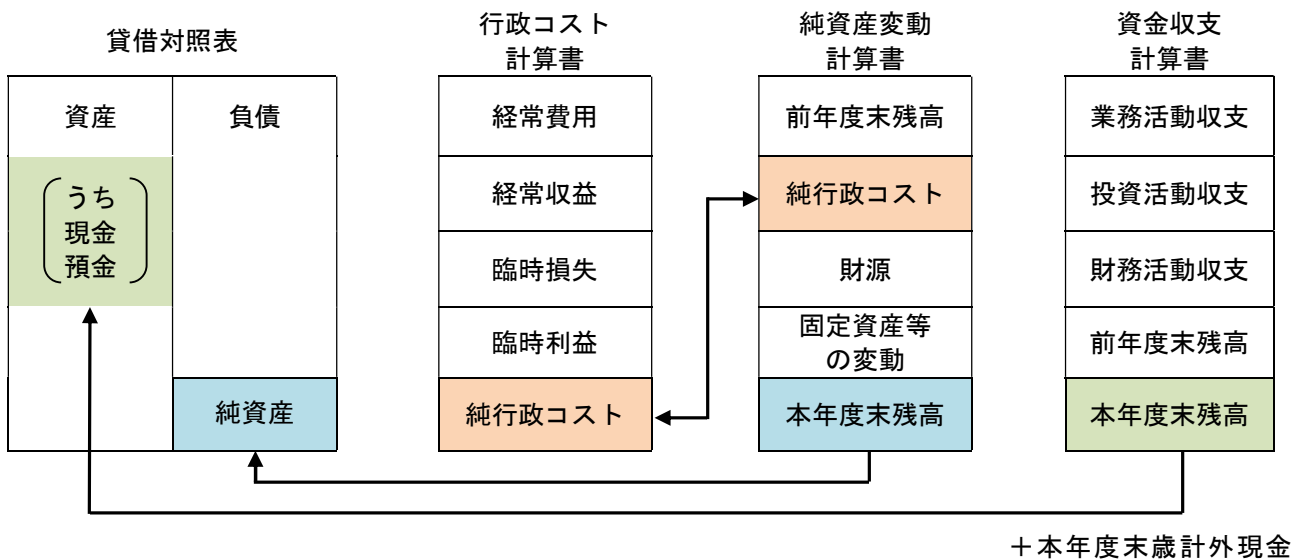 貸借対照表
資産
負債
うち
現金
預金
純資産
行政コスト
計算書
経常費用
経常収益
臨時損失
臨時利益
純行政コスト
純資産変動
計算書
前年度末残高
純行政コスト
財源
固定資産等
の変動
本年度末残高
資金収支
計算書
業務活動収支
投資活動収支
財務活動収支
前年度末残高
本年度末残高
＋本年度末歳計外現金